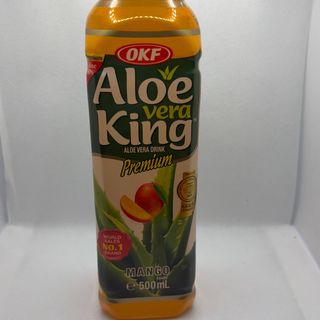 OKF
Aloe
vera
King
ALOE VERA DRINK
Premium
WORLD
SALES
NO.1
BRAND
MANGO
℮ 500mL